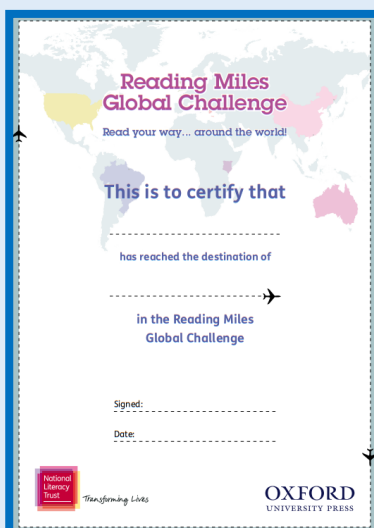 Reading Miles
Global Challenge
Read your way... around the world!
This is to certify that
has reached the destination of
in the Reading Miles
Global Challenge
Signed:
Date:
National
Literacy
Trust
Transforming Lives
OXFORD
UNIVERSITY PRESS